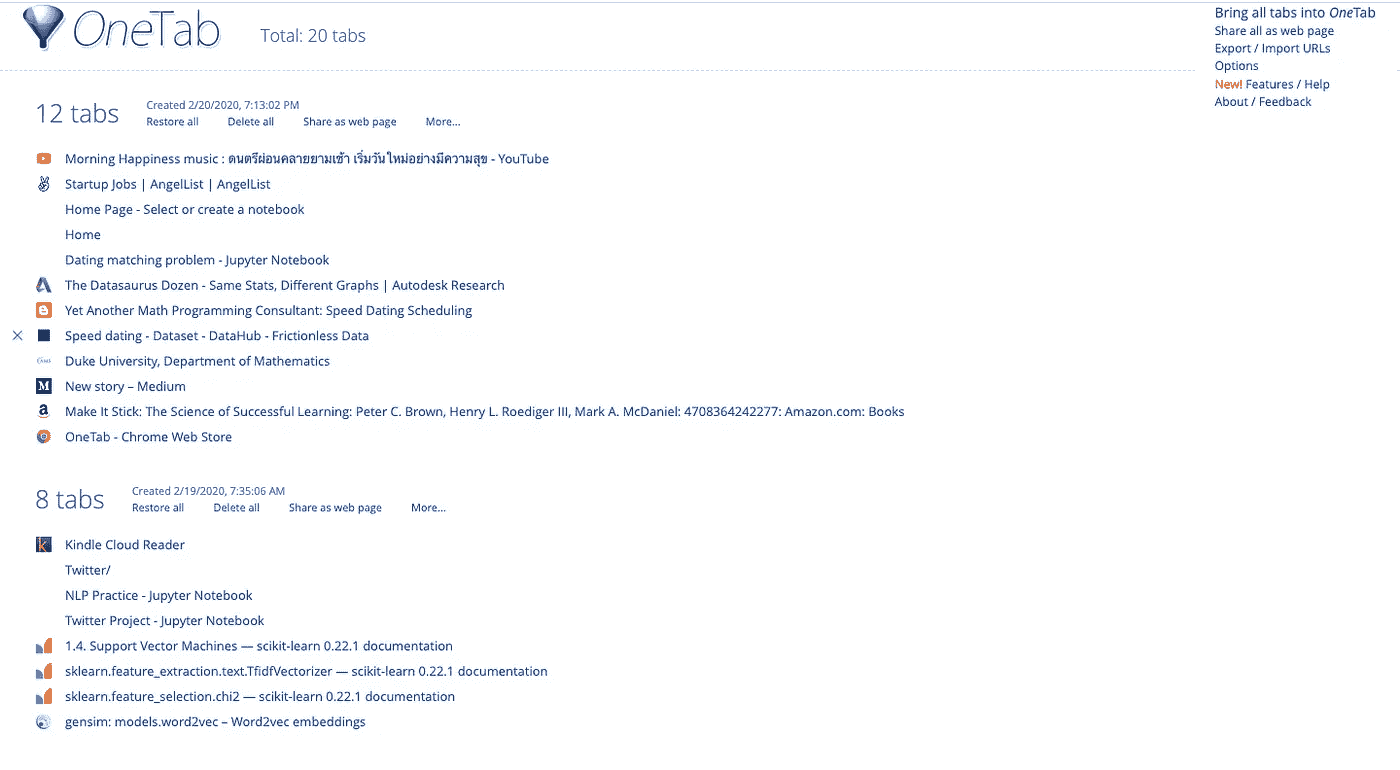 OneTab
Total: 20 tabs
Bring all tabs into OneTab
Share all as web page
Export / Import URLs
Options
New! Features / Help
About / Feedback
12 tabs
Created 2/20/2020, 7:13:02 PM
Restore all Delete all Share as web page More...
Morning Happiness music : ดนตรีผ่อนคลายยามเช้า เริ่มวันใหม่อย่างมีความสุข - YouTube
Startup Jobs | AngelList | AngelList
Home Page - Select or create a notebook
Home
Dating matching problem - Jupyter Notebook
The Datasaurus Dozen - Same Stats, Different Graphs | Autodesk Research
Yet Another Math Programming Consultant: Speed Dating Scheduling
Speed dating - Dataset - DataHub - Frictionless Data
Duke University, Department of Mathematics
New story – Medium
Make It Stick: The Science of Successful Learning: Peter C. Brown, Henry L. Roediger III, Mark A. McDaniel: 4708364242277: Amazon.com: Books
OneTab - Chrome Web Store
8 tabs
Created 2/19/2020, 7:35:06 AM
Restore all Delete all Share as web page More...
Kindle Cloud Reader
Twitter/
NLP Practice - Jupyter Notebook
Twitter Project - Jupyter Notebook
1.4. Support Vector Machines — scikit-learn 0.22.1 documentation
sklearn.feature_extraction.text.TfidfVectorizer — scikit-learn 0.22.1 documentation
sklearn.feature_selection.chi2 — scikit-learn 0.22.1 documentation
gensim: models.word2vec – Word2vec embeddings